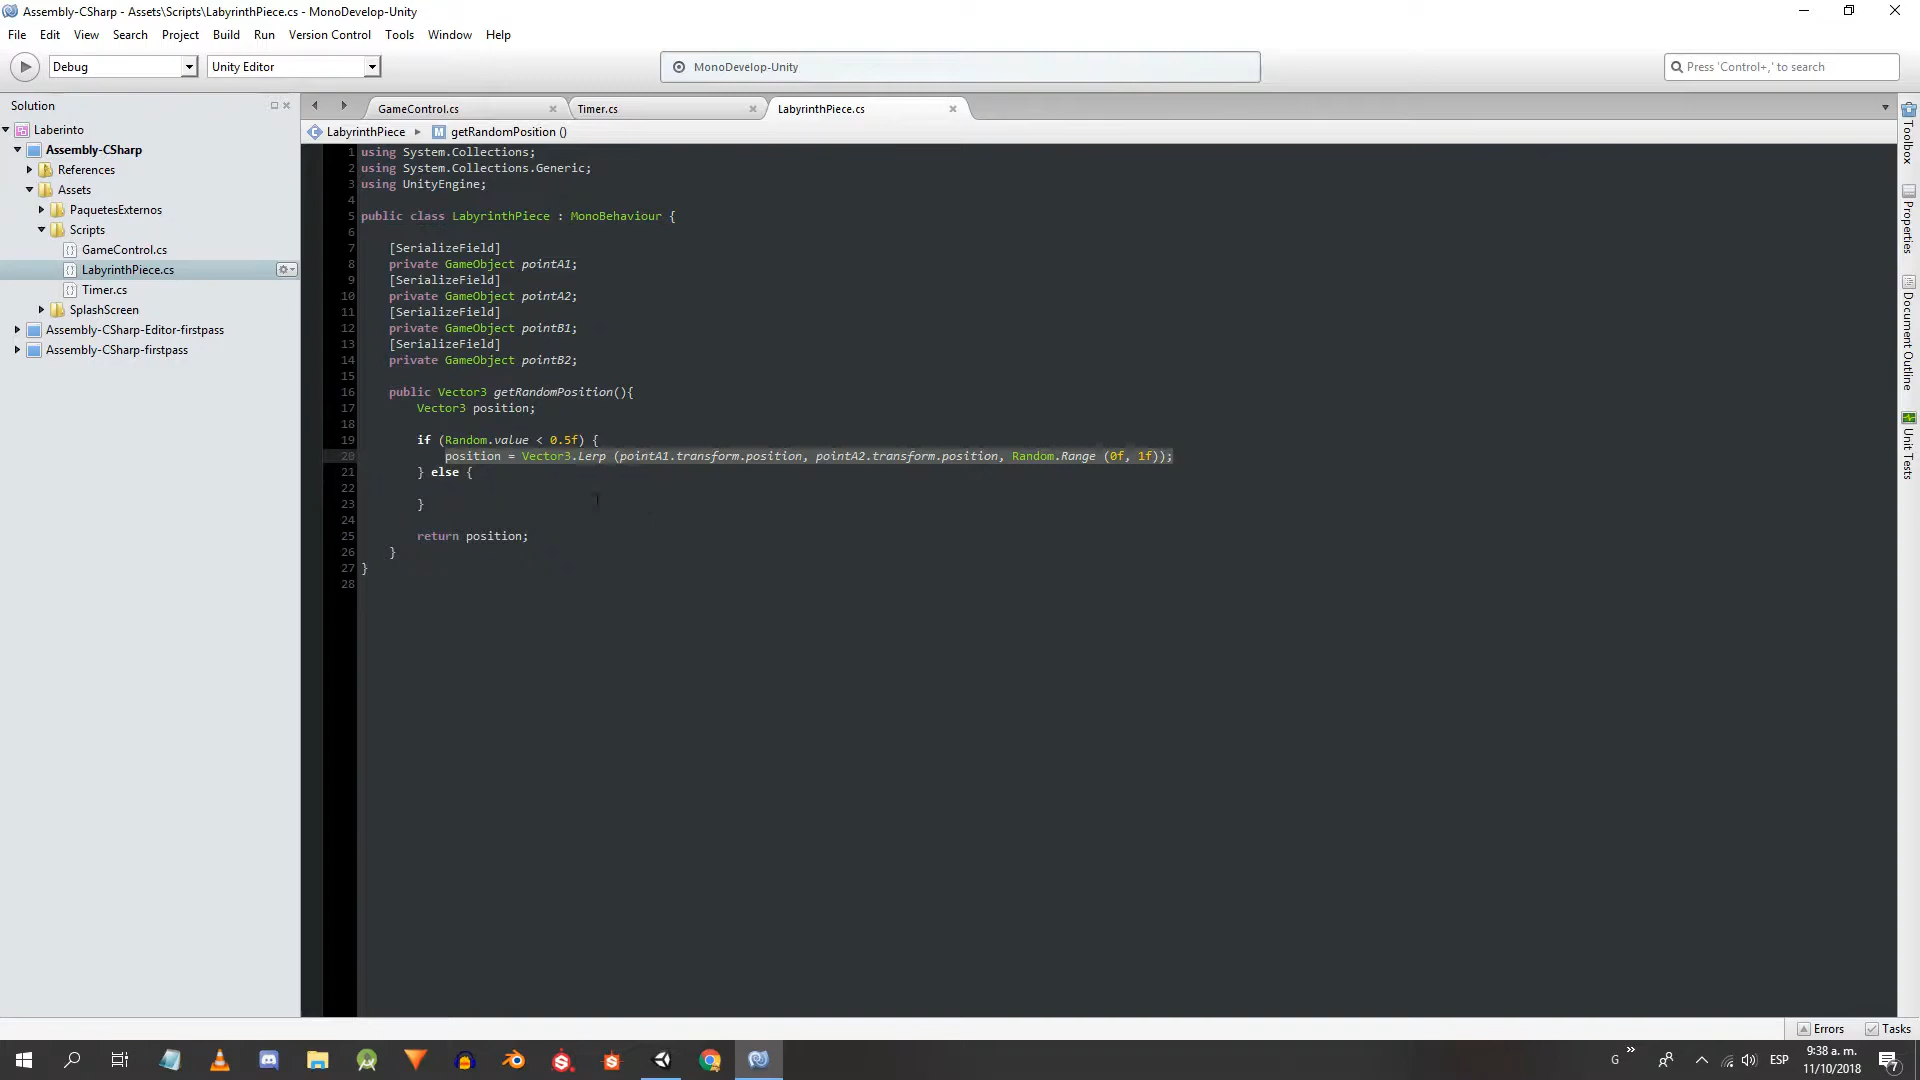 Assembly-CSharp - Assets\Scripts\LabyrinthPiece.cs - MonoDevelop-Unity
File Edit View Search Project Build Run Version Control Tools Window Help
Debug Unity Editor MonoDevelop-Unity Press 'Control+,' to search
Solution
Laberinto
Assembly-CSharp
References
Assets
PaquetesExternos
Scripts
GameControl.cs
LabyrinthPiece.cs
Timer.cs
SplashScreen
Assembly-CSharp-Editor-firstpass
Assembly-CSharp-firstpass
GameControl.cs Timer.cs LabyrinthPiece.cs
LabyrinthPiece M getRandomPosition ()
1 using System.Collections;
2 using System.Collections.Generic;
3 using UnityEngine;
4
5 public class LabyrinthPiece : MonoBehaviour {
6
7 [SerializeField]
8 private GameObject pointA1;
9 [SerializeField]
10 private GameObject pointA2;
11 [SerializeField]
12 private GameObject pointB1;
13 [SerializeField]
14 private GameObject pointB2;
15
16 public Vector3 getRandomPosition(){
17 Vector3 position;
18
19 if (Random.value < 0.5f) {
20 position = Vector3.Lerp (pointA1.transform.position, pointA2.transform.position, Random.Range (0f, 1f));
21 } else {
22
23 }
24
25 return position;
26 }
27 }
28
Toolbox
Properties
Document Outline
Unit Tests
Errors Tasks
G » ESP 9:38 a. m.
11/10/2018
7